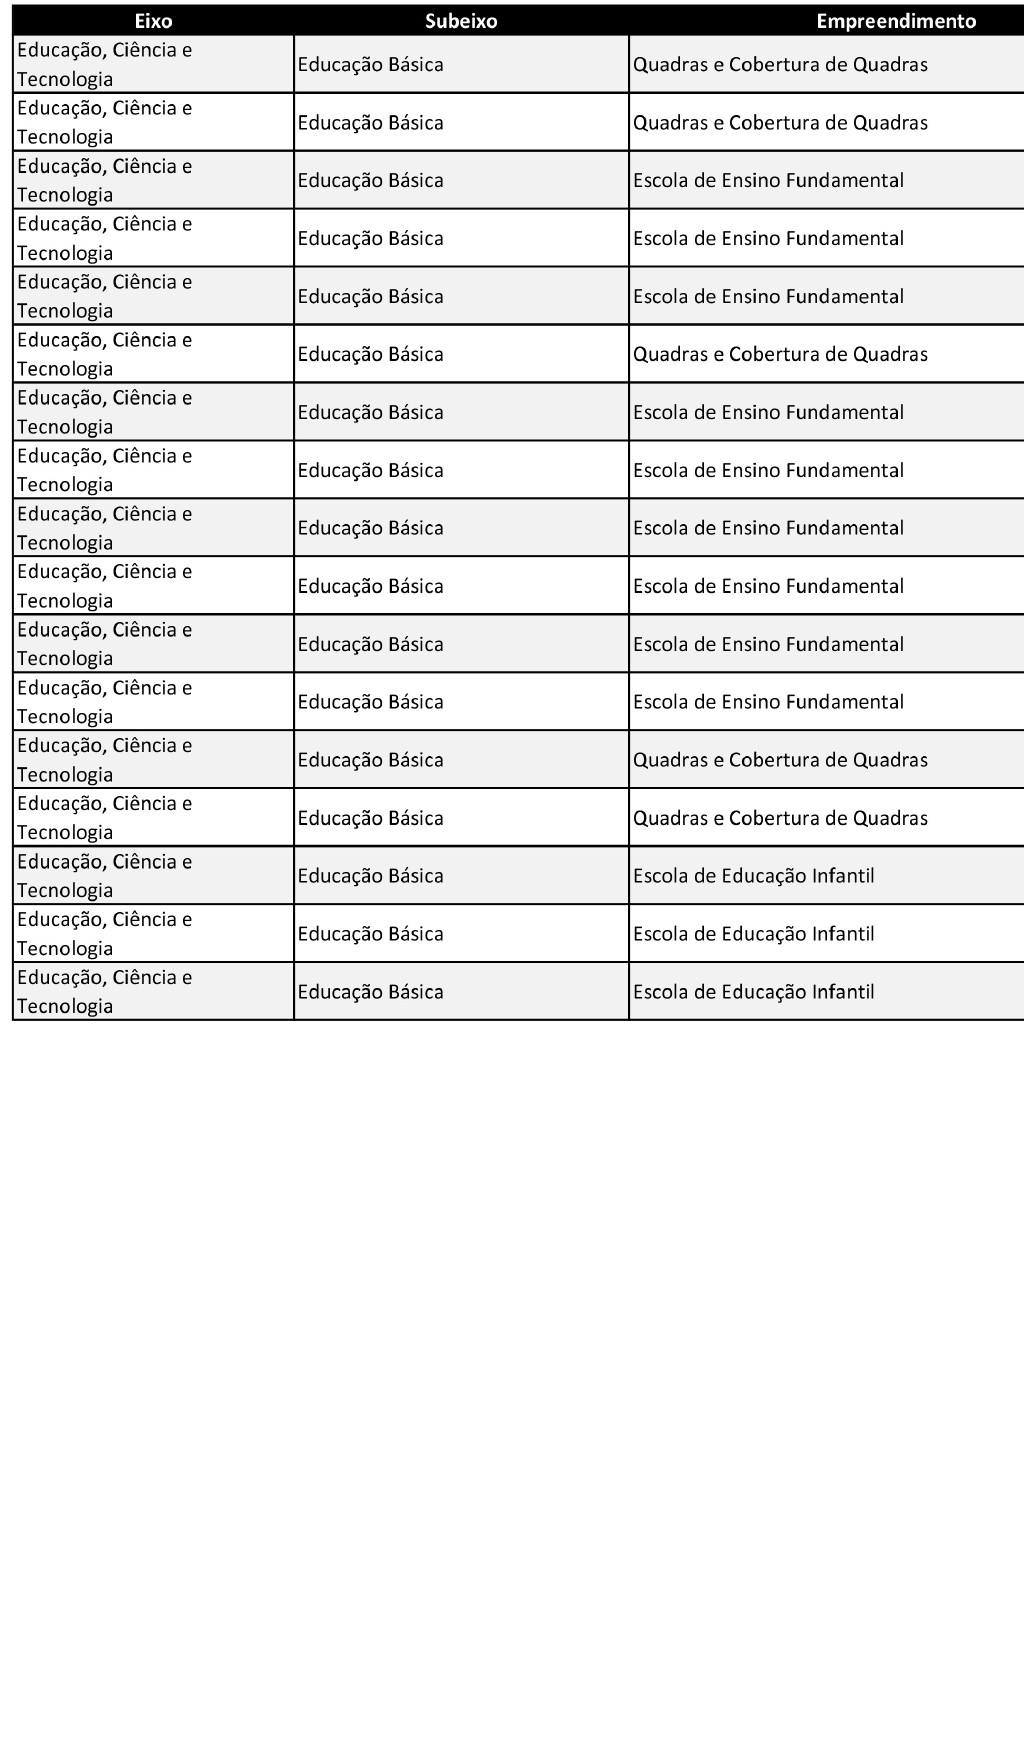 Eixo Subeixo Empreendimento
Educação, Ciência e
Tecnologia
Educação Básica
Quadras e Cobertura de Quadras
Educação, Ciência e
Tecnologia
Educação Básica
Quadras e Cobertura de Quadras
Educação, Ciência e
Tecnologia
Educação Básica
Escola de Ensino Fundamental
Educação, Ciência e
Tecnologia
Educação Básica
Escola de Ensino Fundamental
Educação, Ciência e
Tecnologia
Educação Básica
Escola de Ensino Fundamental
Educação, Ciência e
Tecnologia
Educação Básica
Quadras e Cobertura de Quadras
Educação, Ciência e
Tecnologia
Educação Básica
Escola de Ensino Fundamental
Educação, Ciência e
Tecnologia
Educação Básica
Escola de Ensino Fundamental
Educação, Ciência e
Tecnologia
Educação Básica
Escola de Ensino Fundamental
Educação, Ciência e
Tecnologia
Educação Básica
Escola de Ensino Fundamental
Educação, Ciência e
Tecnologia
Educação Básica
Escola de Ensino Fundamental
Educação, Ciência e
Tecnologia
Educação Básica
Escola de Ensino Fundamental
Educação, Ciência e
Tecnologia
Educação Básica
Quadras e Cobertura de Quadras
Educação, Ciência e
Tecnologia
Educação Básica
Quadras e Cobertura de Quadras
Educação, Ciência e
Tecnologia
Educação Básica
Escola de Educação Infantil
Educação, Ciência e
Tecnologia
Educação Básica
Escola de Educação Infantil
Educação, Ciência e
Tecnologia
Educação Básica
Escola de Educação Infantil